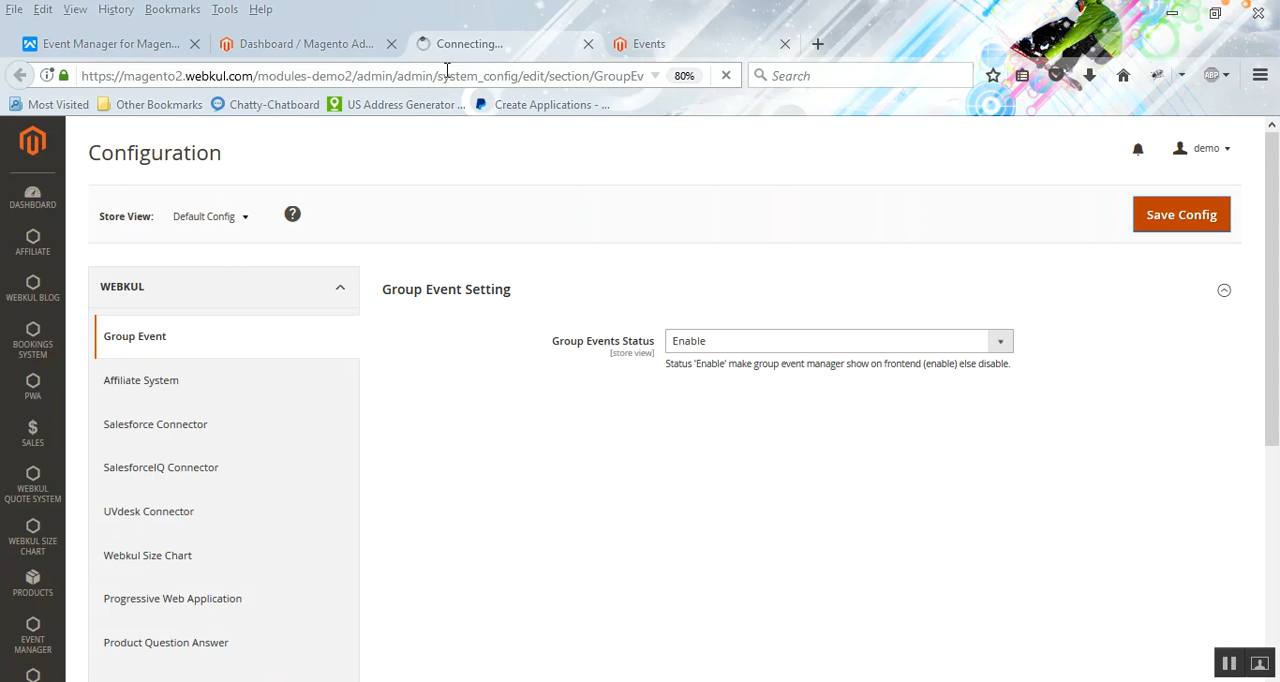 File Edit View History Bookmarks Tools Help
Event Manager for Magen...
Dashboard / Magento Ad...
Connecting...
Events
https://magento2.webkul.com/module_demo2/admin/admin/system_config/edit/section/GroupEv
80%
Search
ABP
Most Visited Other Bookmarks Chatty-Chatboard US Address Generator ... Create Applications - ...
Configuration
demo
Store View: Default Config ?
Save Config
DASHBOARD
AFFILIATE
WEBKUL BLOG
BOOKINGS
SYSTEM
PWA
SALES
WEBKUL
QUOTE SYSTEM
WEBKUL SIZE
CHART
PRODUCTS
EVENT
MANAGER
WEBKUL
Group Event
Affiliate System
Salesforce Connector
SalesforceIQ Connector
UVdesk Connector
Webkul Size Chart
Progressive Web Application
Product Question Answer
Group Event Setting
Group Events Status
[store view]
Enable
Status 'Enable' make group event manager show on frontend (enable) else disable.